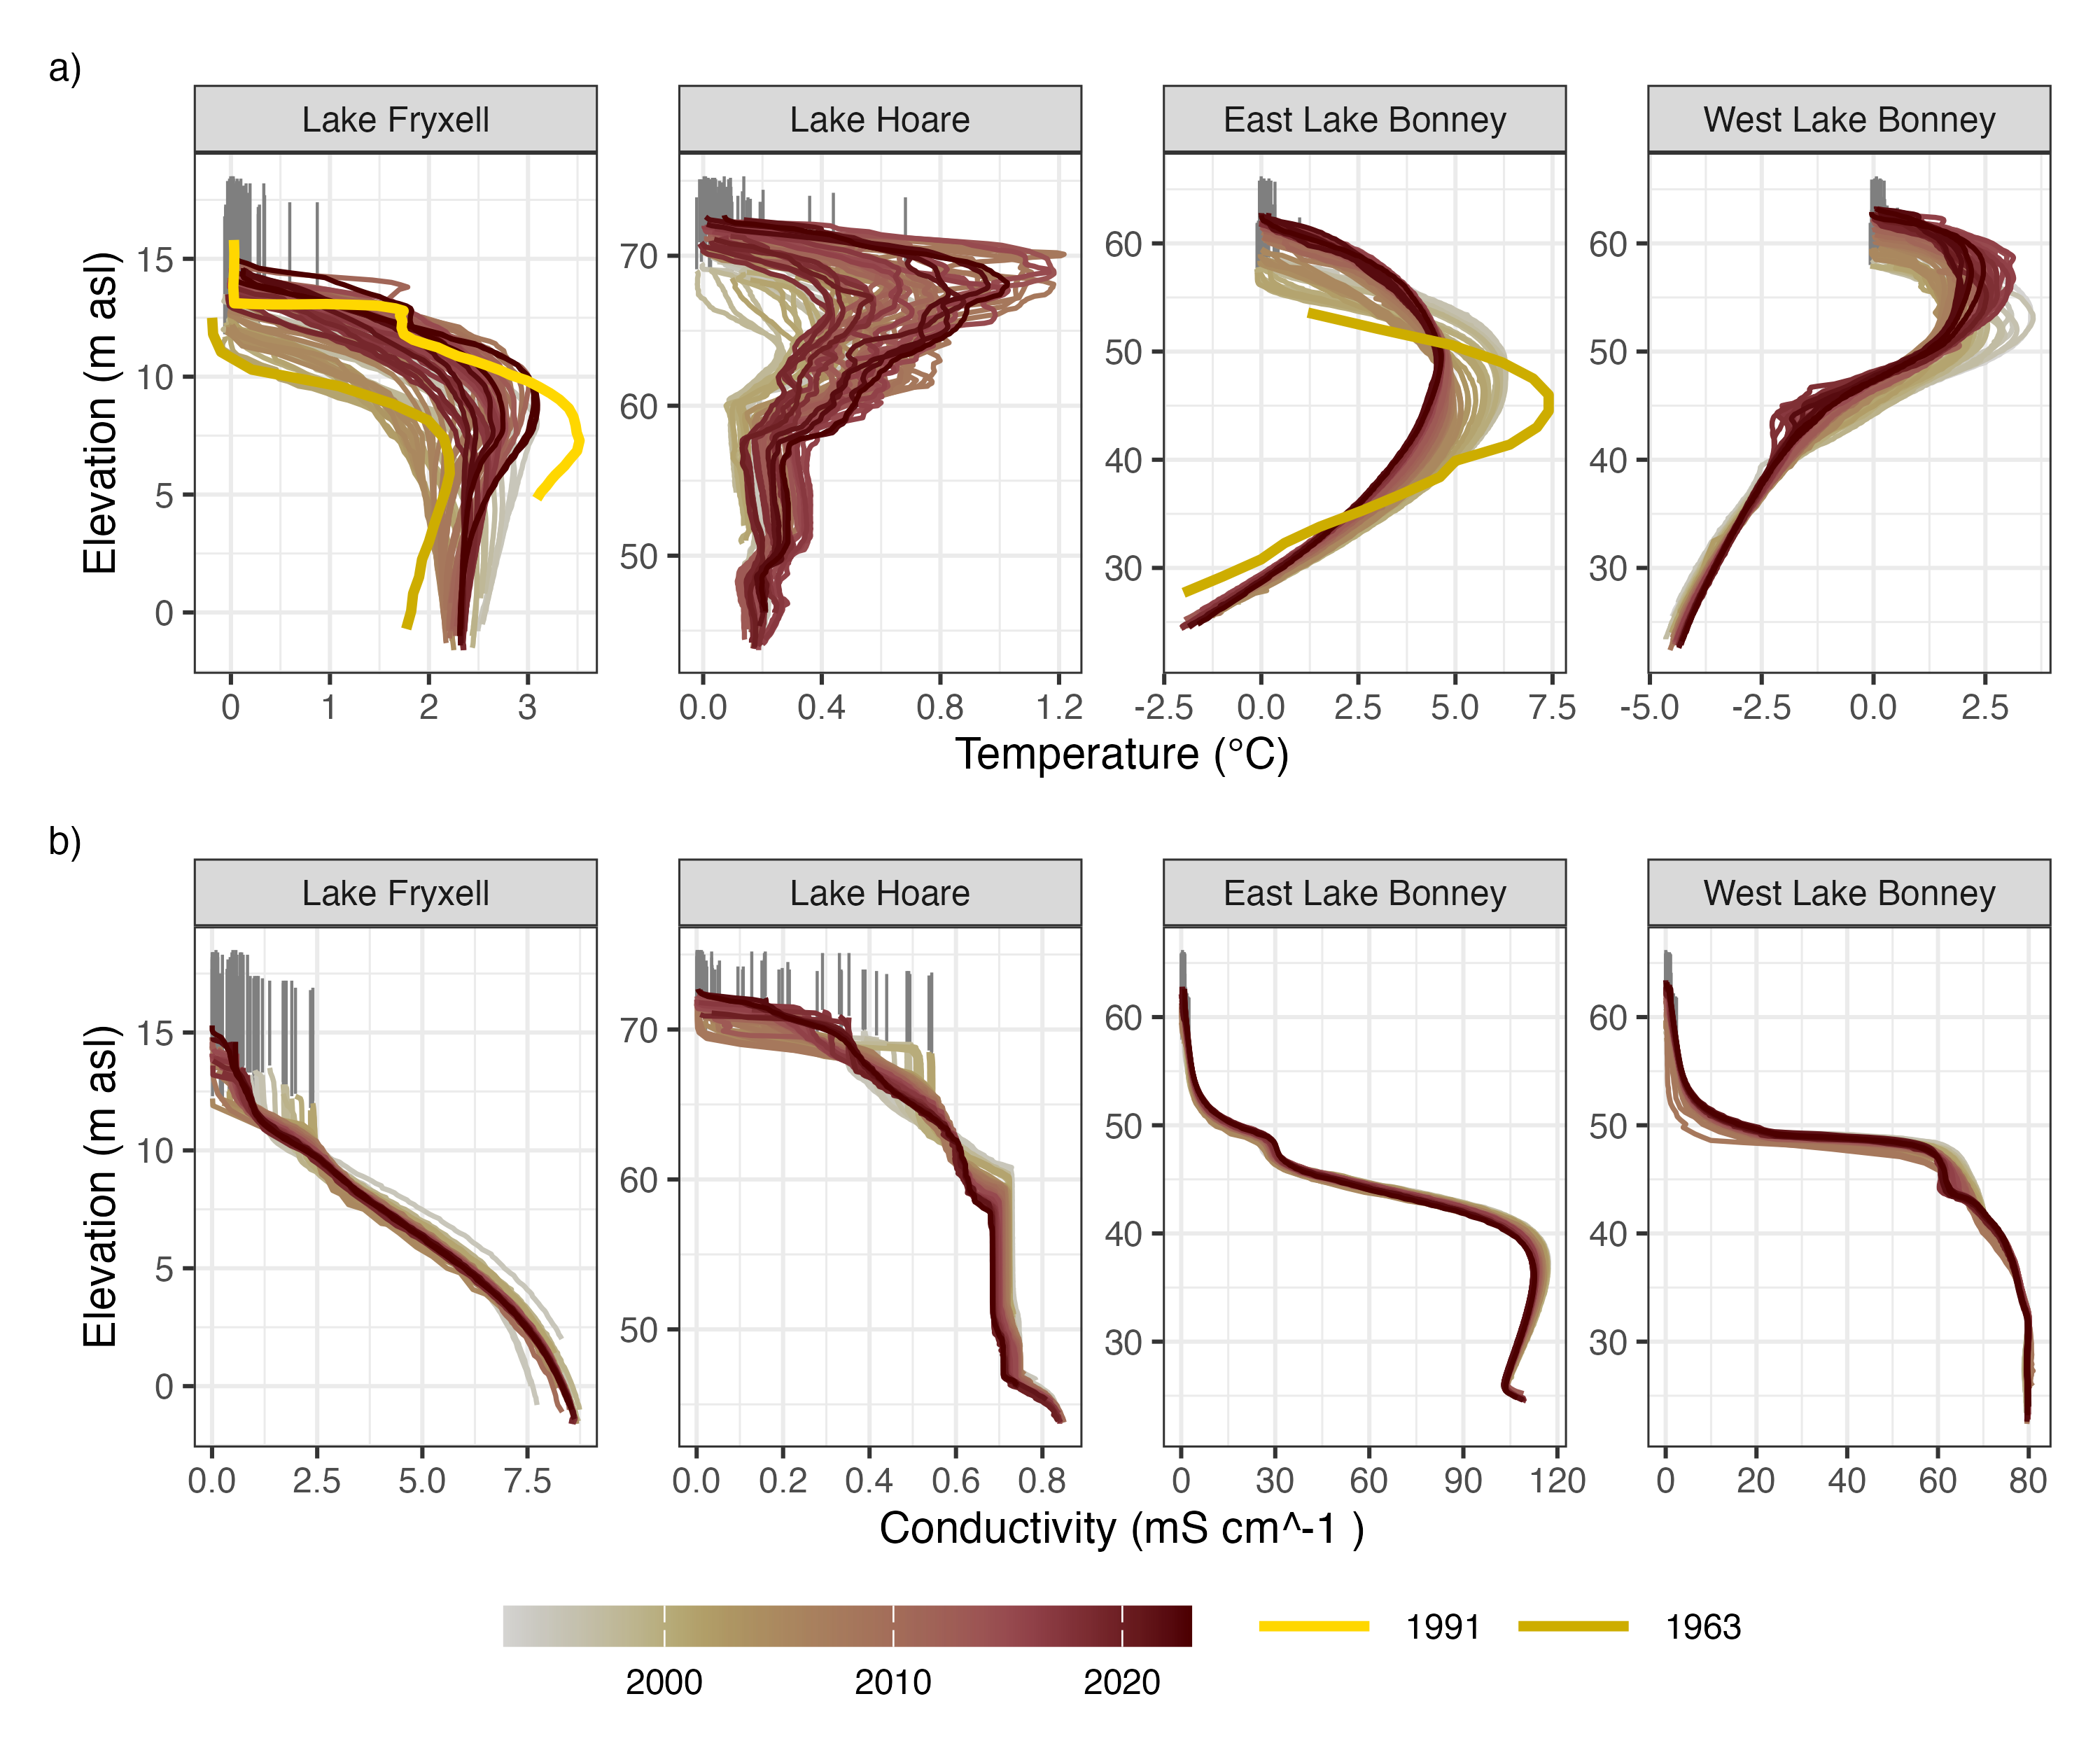 a)
Lake Fryxell Lake Hoare East Lake Bonney West Lake Bonney
Elevation (m asl)
15
10
5
0
70
60
50
60
50
40
30
60
50
40
30
0 1 2 3 0.0 0.4 0.8 1.2 -2.5 0.0 2.5 5.0 7.5 -5.0 -2.5 0.0 2.5
Temperature (°C)
b)
Lake Fryxell Lake Hoare East Lake Bonney West Lake Bonney
Elevation (m asl)
15
10
5
0
70
60
50
60
50
40
30
60
50
40
30
0.0 2.5 5.0 7.5 0.0 0.2 0.4 0.6 0.8 0 30 60 90 120 0 20 40 60 80
Conductivity (mS cm^-1 )
1991 1963
2000 2010 2020